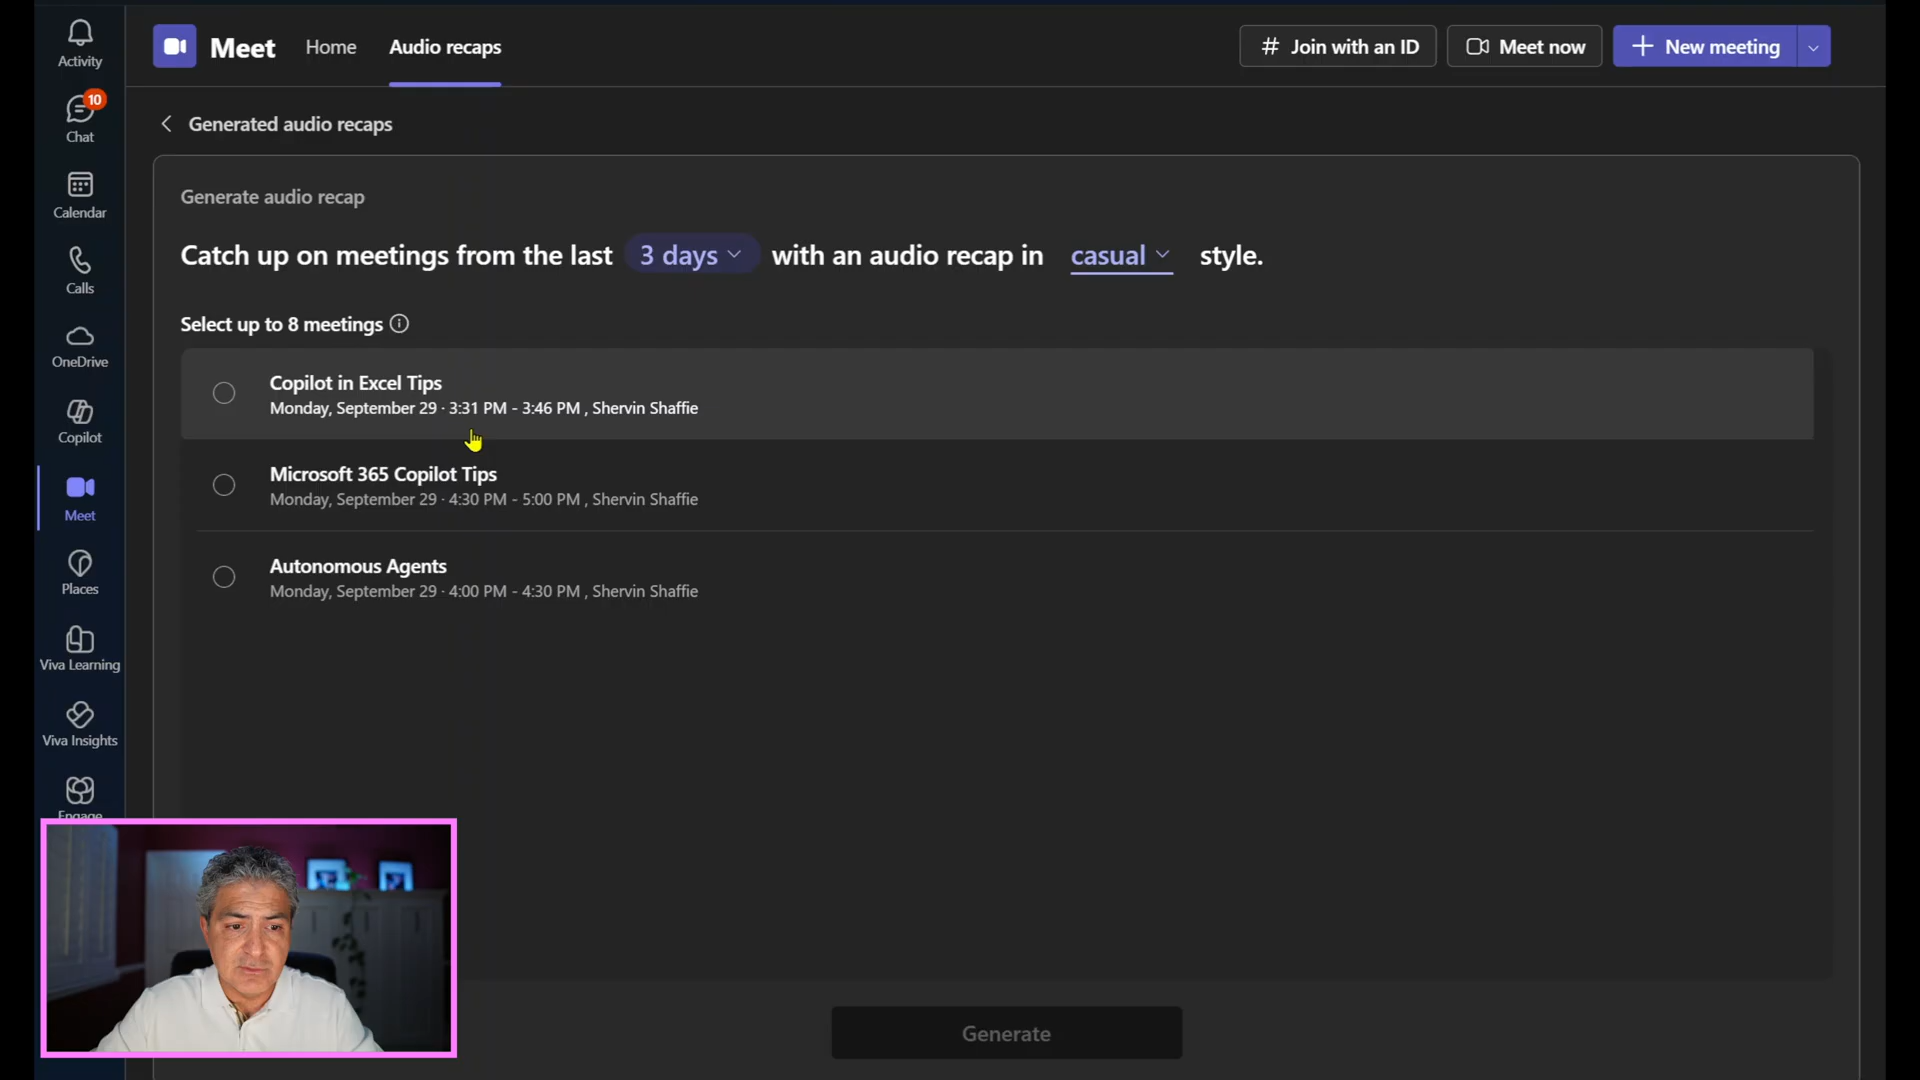 Activity
10
Chat
Calendar
Calls
OneDrive
Copilot
Meet
Places
Viva Learning
Viva Insights
Engage
Meet Home Audio recaps
Join with an ID Meet now New meeting
Generated audio recaps
Generate audio recap
Catch up on meetings from the last 3 days with an audio recap in casual style.
Select up to 8 meetings
Copilot in Excel Tips
Monday, September 29 · 3:31 PM - 3:46 PM , Shervin Shaffie
Microsoft 365 Copilot Tips
Monday, September 29 · 4:30 PM - 5:00 PM , Shervin Shaffie
Autonomous Agents
Monday, September 29 · 4:00 PM - 4:30 PM , Shervin Shaffie
Generate